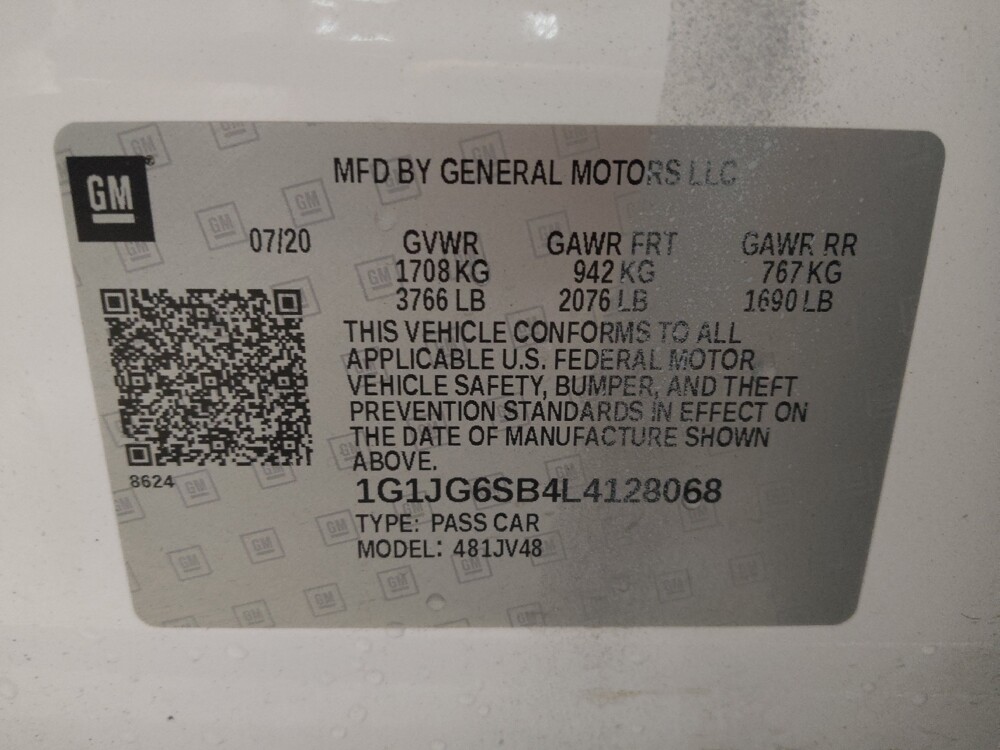 GM
MFD BY GENERAL MOTORS LLC
07/20 GVWR GAWR FRT GAWR RR
1708 KG 942 KG 767 KG
3766 LB 2076 LB 1690 LB
THIS VEHICLE CONFORMS TO ALL
APPLICABLE U.S. FEDERAL MOTOR
VEHICLE SAFETY, BUMPER, AND THEFT
PREVENTION STANDARDS IN EFFECT ON
THE DATE OF MANUFACTURE SHOWN
ABOVE.
8624
1G1JG6SB4L4128068
TYPE: PASS CAR
MODEL: 481JV48